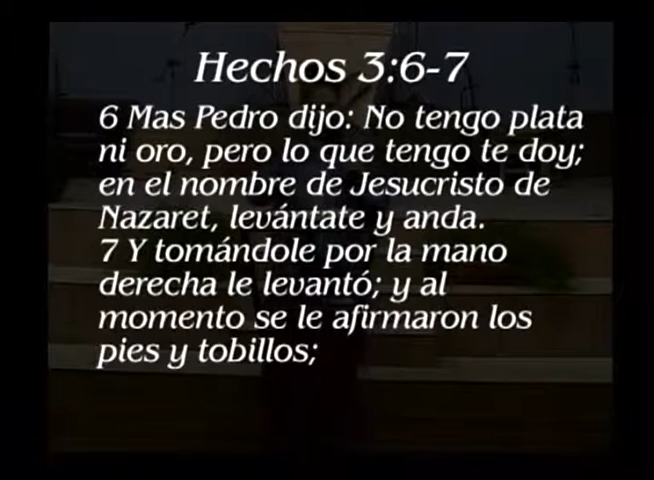 Hechos 3:6-7
6 Mas Pedro dijo: No tengo plata
ni oro, pero lo que tengo te doy;
en el nombre de Jesucristo de
Nazaret, levántate y anda.
7 Y tomándole por la mano
derecha le levantó; y al
momento se le afirmaron los
pies y tobillos;